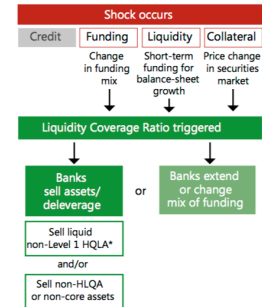 Shock occurs
Credit
Funding
Liquidity
Collateral
Change
in funding
mix
Short-term
funding for
balance-sheet
growth
Price change
in securities
market
Liquidity Coverage Ratio triggered
Banks
sell assets/
deleverage
or
Banks extend
or change
mix of funding
Sell liquid
non-Level 1 HQLA*
and/or
Sell non-HLQA
or non-core assets